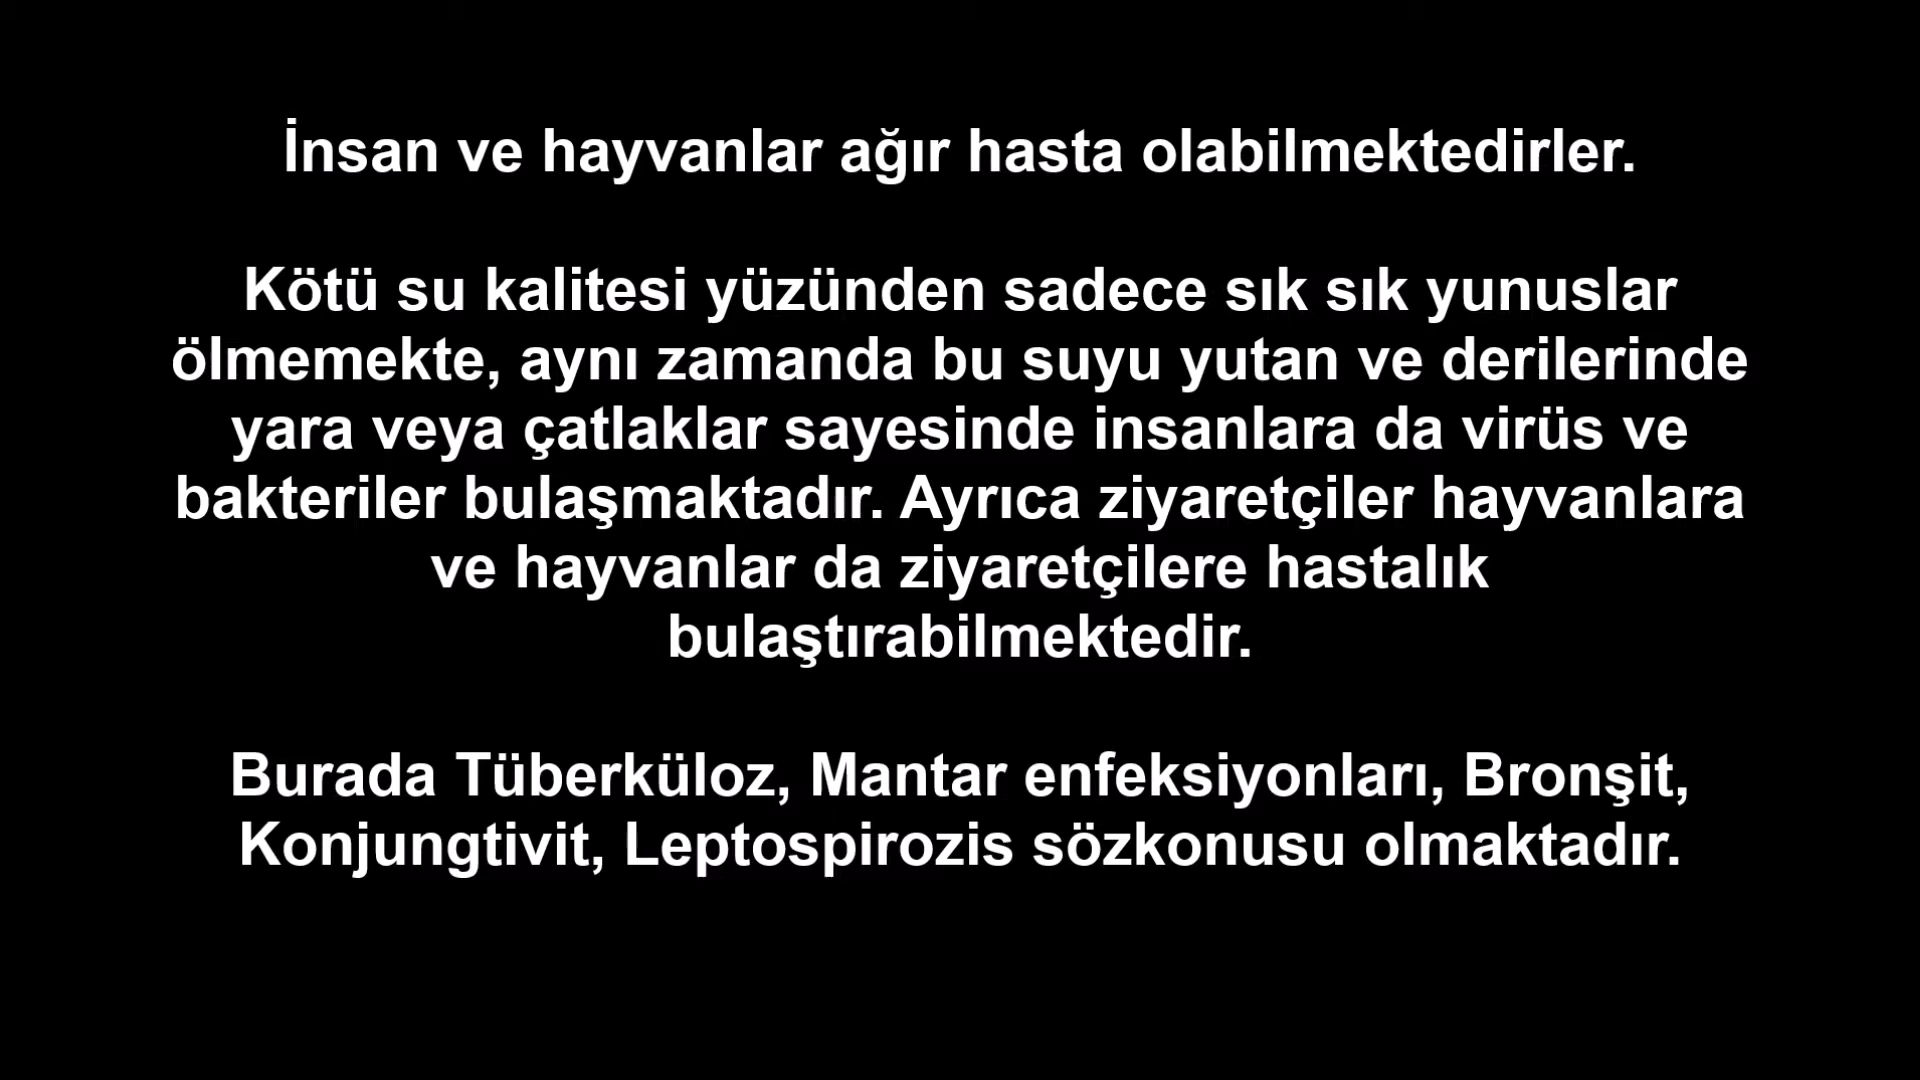 İnsan ve hayvanlar ağır hasta olabilmektedirler.
Kötü su kalitesi yüzünden sadece sık sık yunuslar
ölmemekte, aynı zamanda bu suyu yutan ve derilerinde
yara veya çatlaklar sayesinde insanlara da virüs ve
bakteriler bulaşmaktadır. Ayrıca ziyaretçiler hayvanlara
ve hayvanlar da ziyaretçilere hastalık
bulaştırabilmektedir.
Burada Tüberküloz, Mantar enfeksiyonları, Bronşit,
Konjungtivit, Leptospirozis sözkonusu olmaktadır.